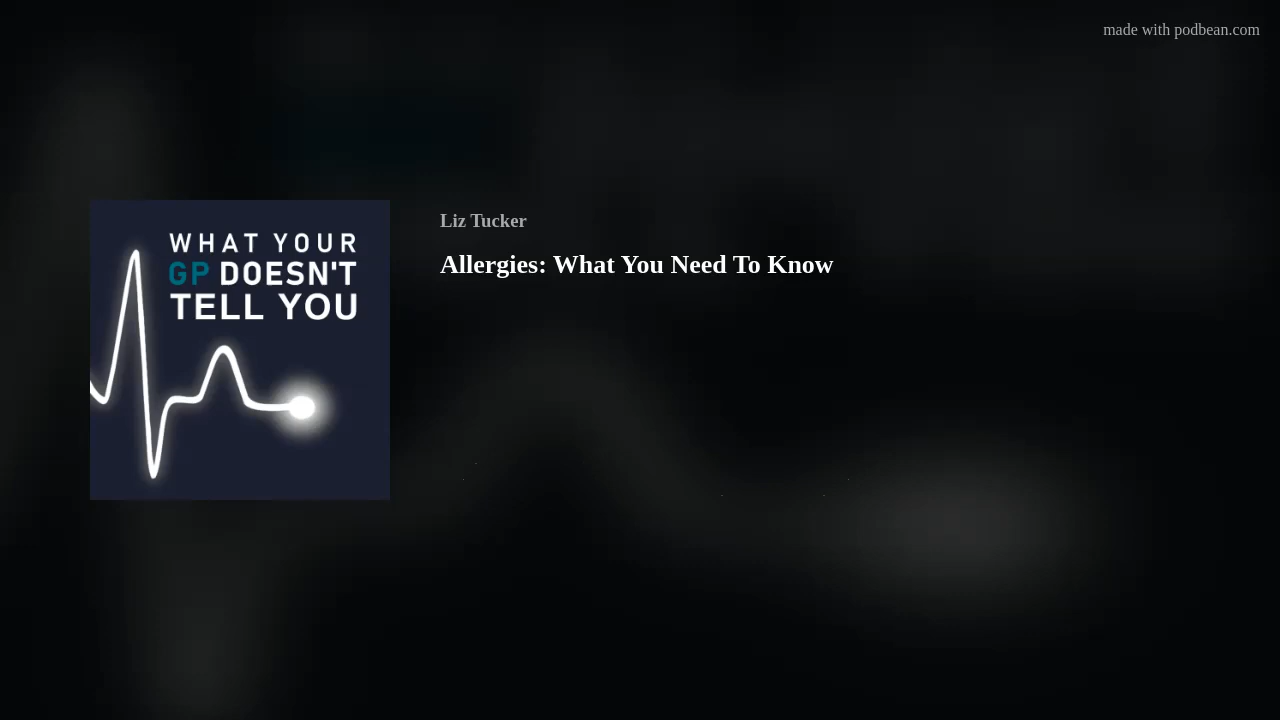 made with podbean.com
WHAT YOUR
GP DOESN'T
TELL YOU
Liz Tucker
Allergies: What You Need To Know